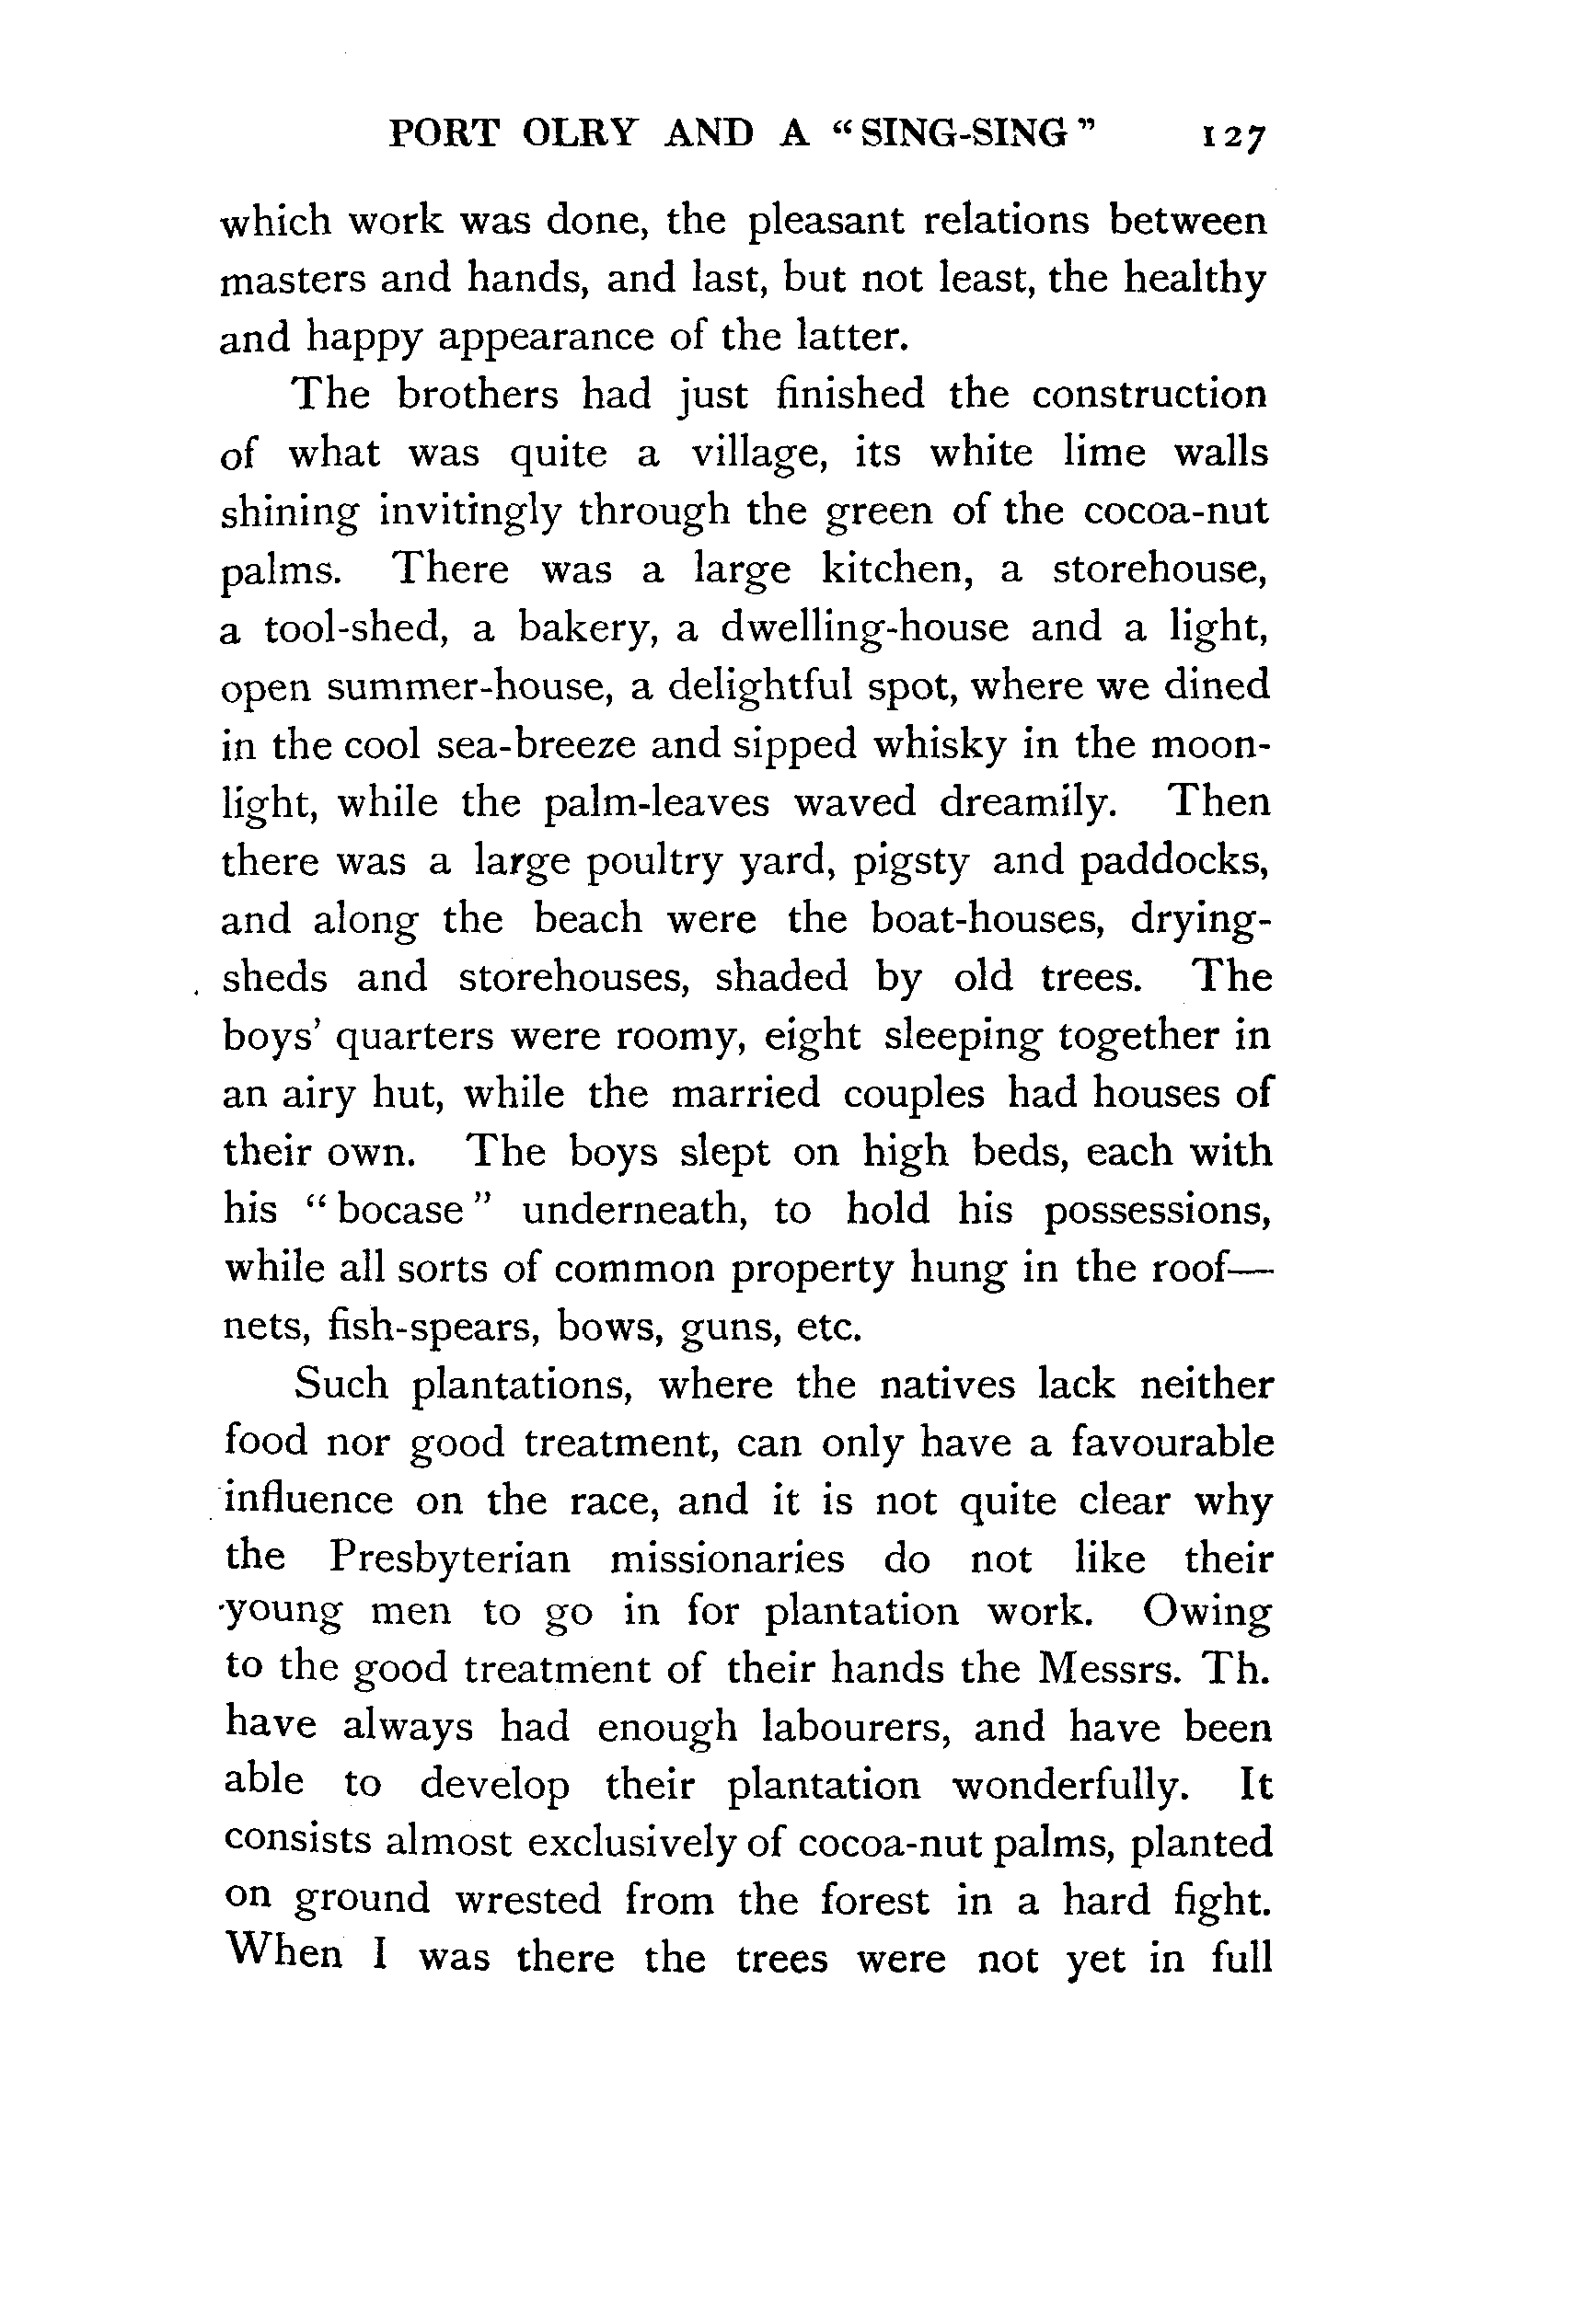 PORT OLRY AND A “SING-SING” 127
which work was done, the pleasant relations between
masters and hands, and last, but not least, the healthy
and happy appearance of the latter.
The brothers had just finished the construction
of what was quite a village, its white lime walls
shining invitingly through the green of the cocoa-nut
palms. There was a large kitchen, a storehouse,
a tool-shed, a bakery, a dwelling-house and a light,
open summer-house, a delightful spot, where we dined
in the cool sea-breeze and sipped whisky in the moon-
light, while the palm-leaves waved dreamily. Then
there was a large poultry yard, pigsty and paddocks,
and along the beach were the boat-houses, drying-
sheds and storehouses, shaded by old trees. The
boys’ quarters were roomy, eight sleeping together in
an airy hut, while the married couples had houses of
their own. The boys slept on high beds, each with
his “bocase” underneath, to hold his possessions,
while all sorts of common property hung in the roof—
nets, fish-spears, bows, guns, etc.
Such plantations, where the natives lack neither
food nor good treatment, can only have a favourable
influence on the race, and it is not quite clear why
the Presbyterian missionaries do not like their
young men to go in for plantation work. Owing
to the good treatment of their hands the Messrs. Th.
have always had enough labourers, and have been
able to develop their plantation wonderfully. It
consists almost exclusively of cocoa-nut palms, planted
on ground wrested from the forest in a hard fight.
When I was there the trees were not yet in full